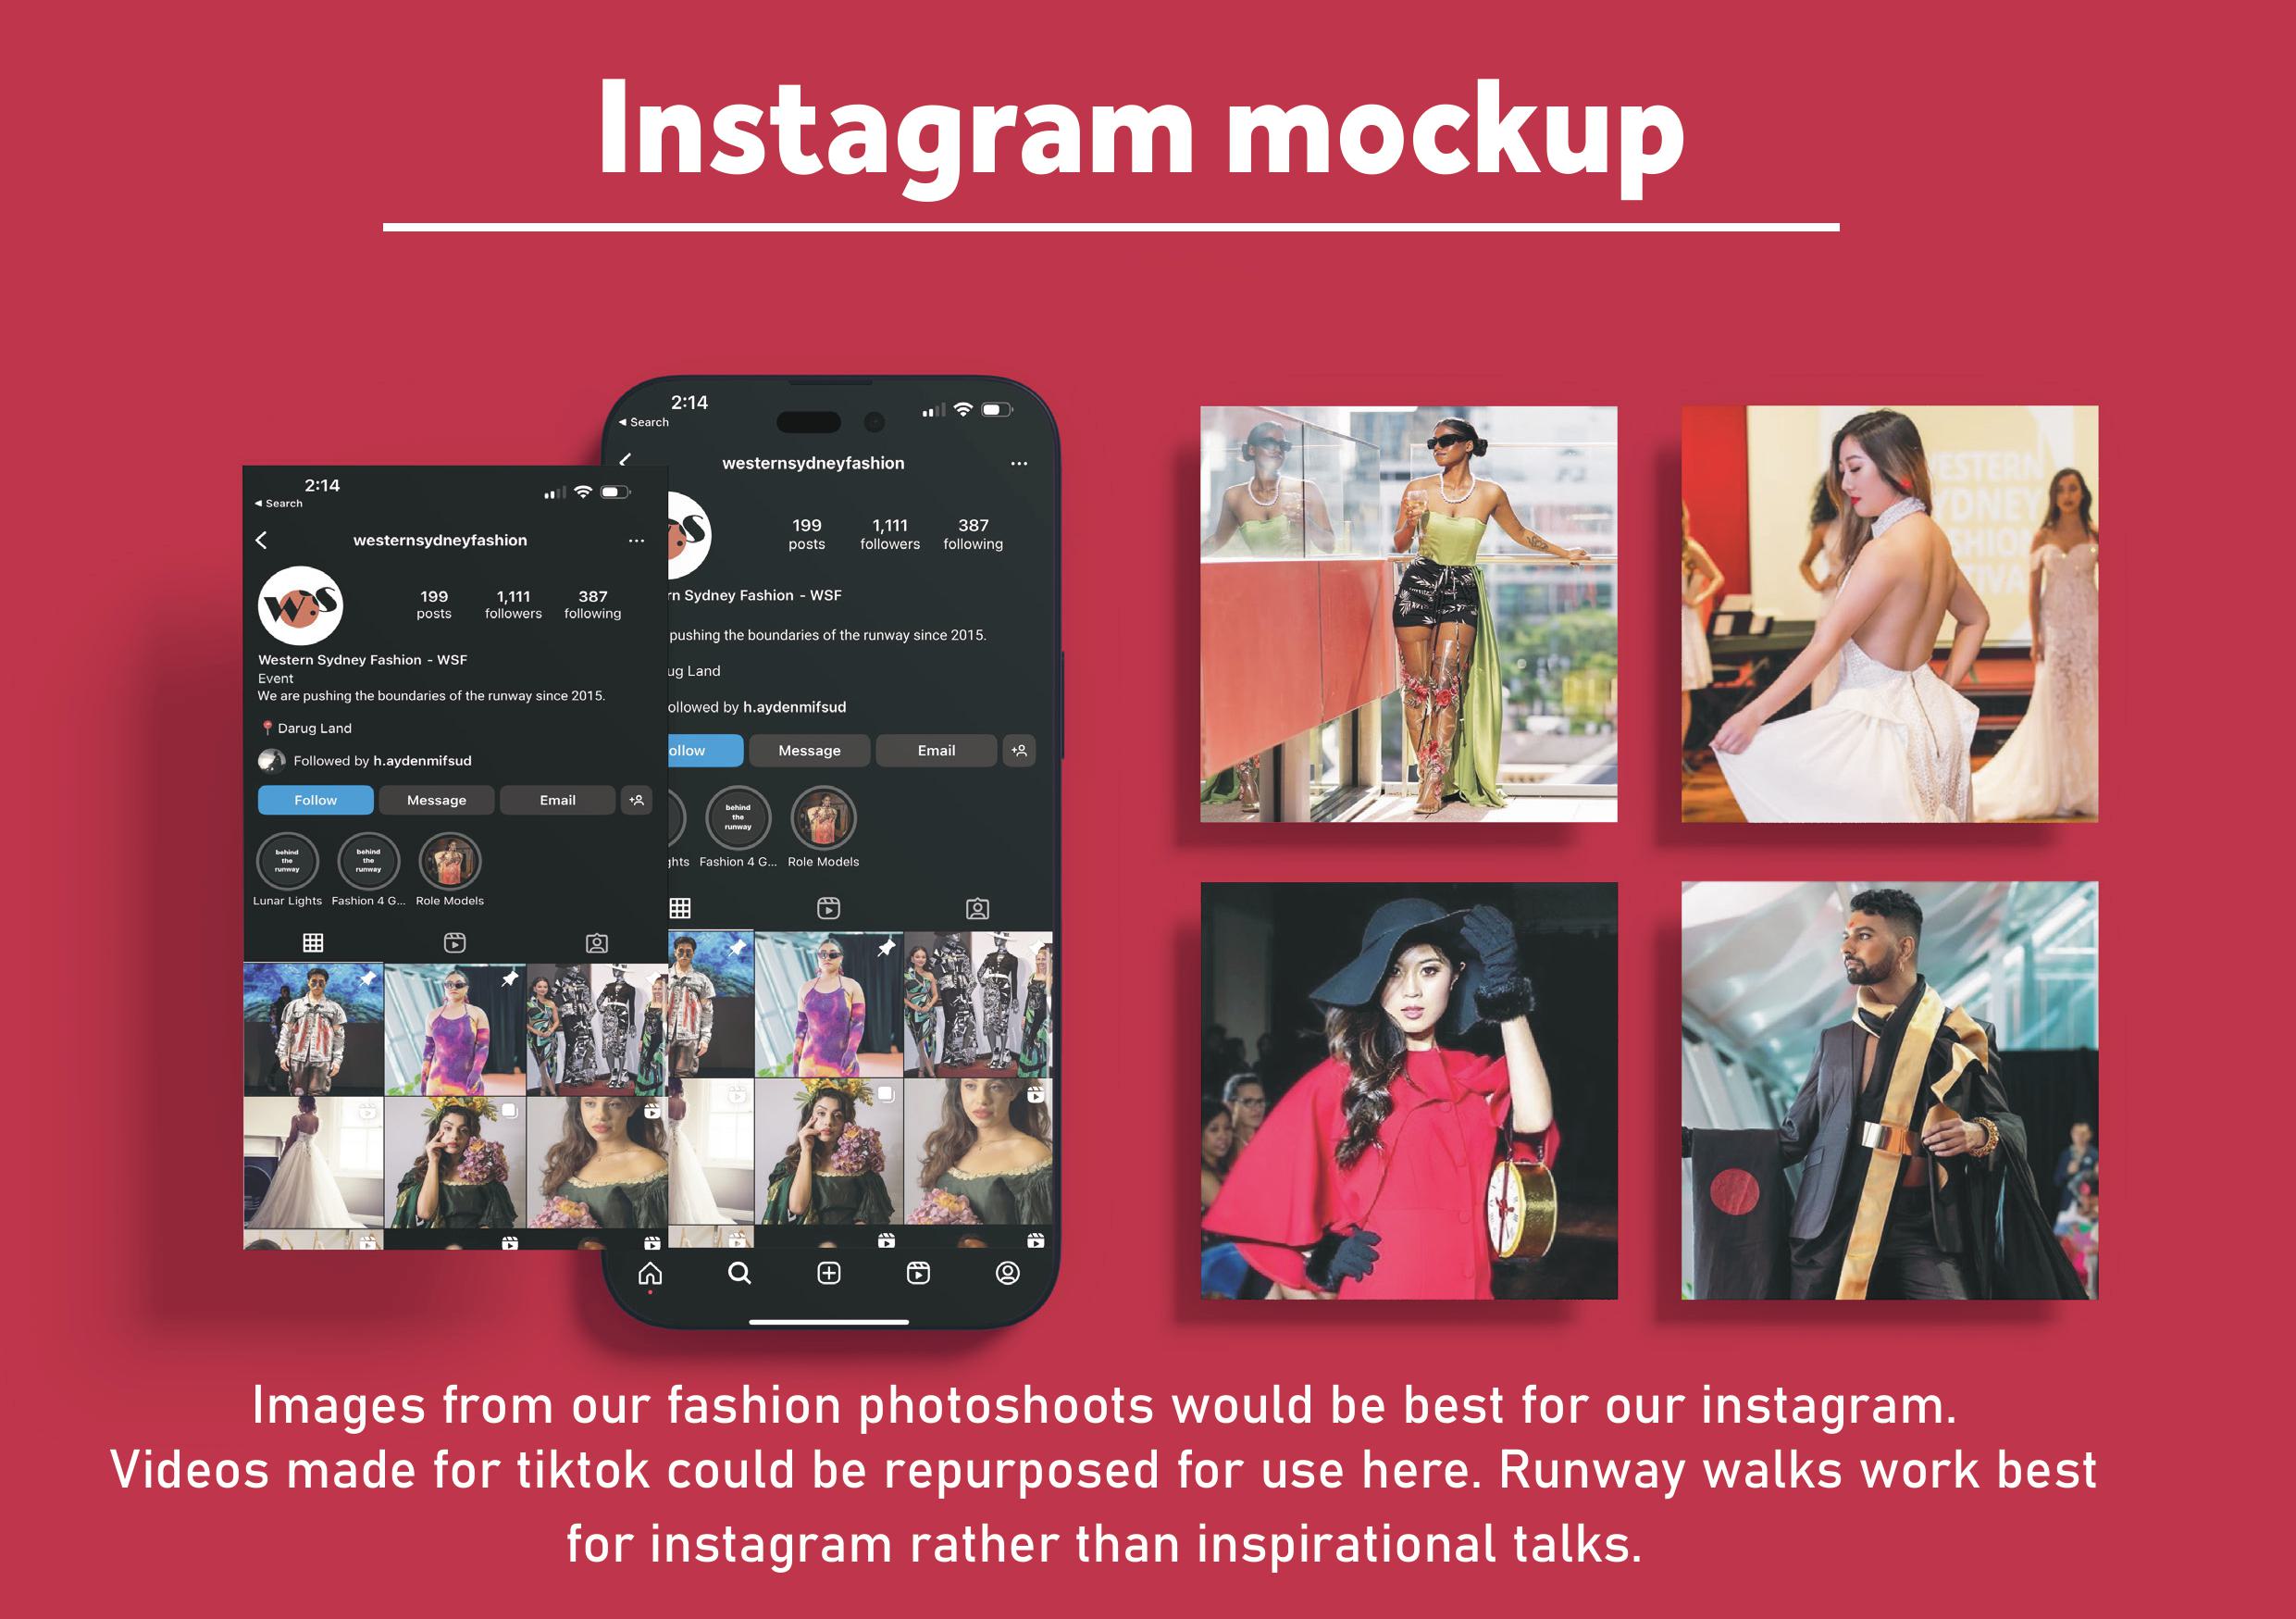 Instagram mockup
2:14
Search
westernsydneyfashion
199 1,111 387
posts followers following
WS
Western Sydney Fashion - WSF
Event
We are pushing the boundaries of the runway since 2015.
Darug Land
Followed by h.aydenmifsud
Follow Message Email
behind
the
runway
behind
the
runway
Lunar Lights Fashion 4 G... Role Models
2:14
Search
westernsydneyfashion
199 1,111 387
posts followers following
S
rn Sydney Fashion - WSF
pushing the boundaries of the runway since 2015.
ug Land
ollowed by h.aydenmifsud
ollow Message Email
behind
the
runway
ghts Fashion 4 G... Role Models
WESTERN
YDNEY
SHION
TIVA
Images from our fashion photoshoots would be best for our instagram.
Videos made for tiktok could be repurposed for use here. Runway walks work best
for instagram rather than inspirational talks.